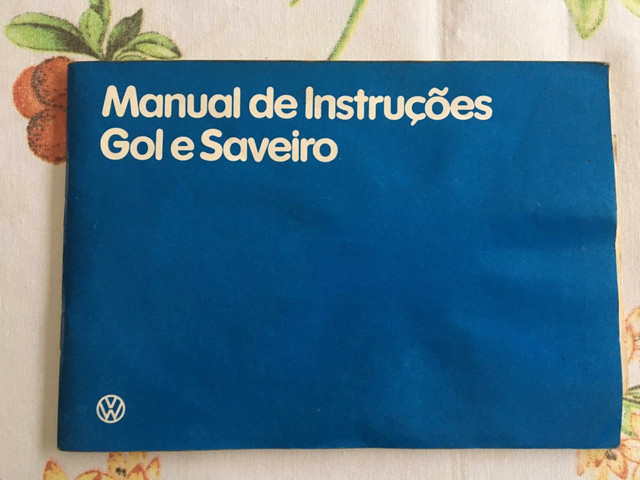 Manual de Instruções
Gol e Saveiro
VW